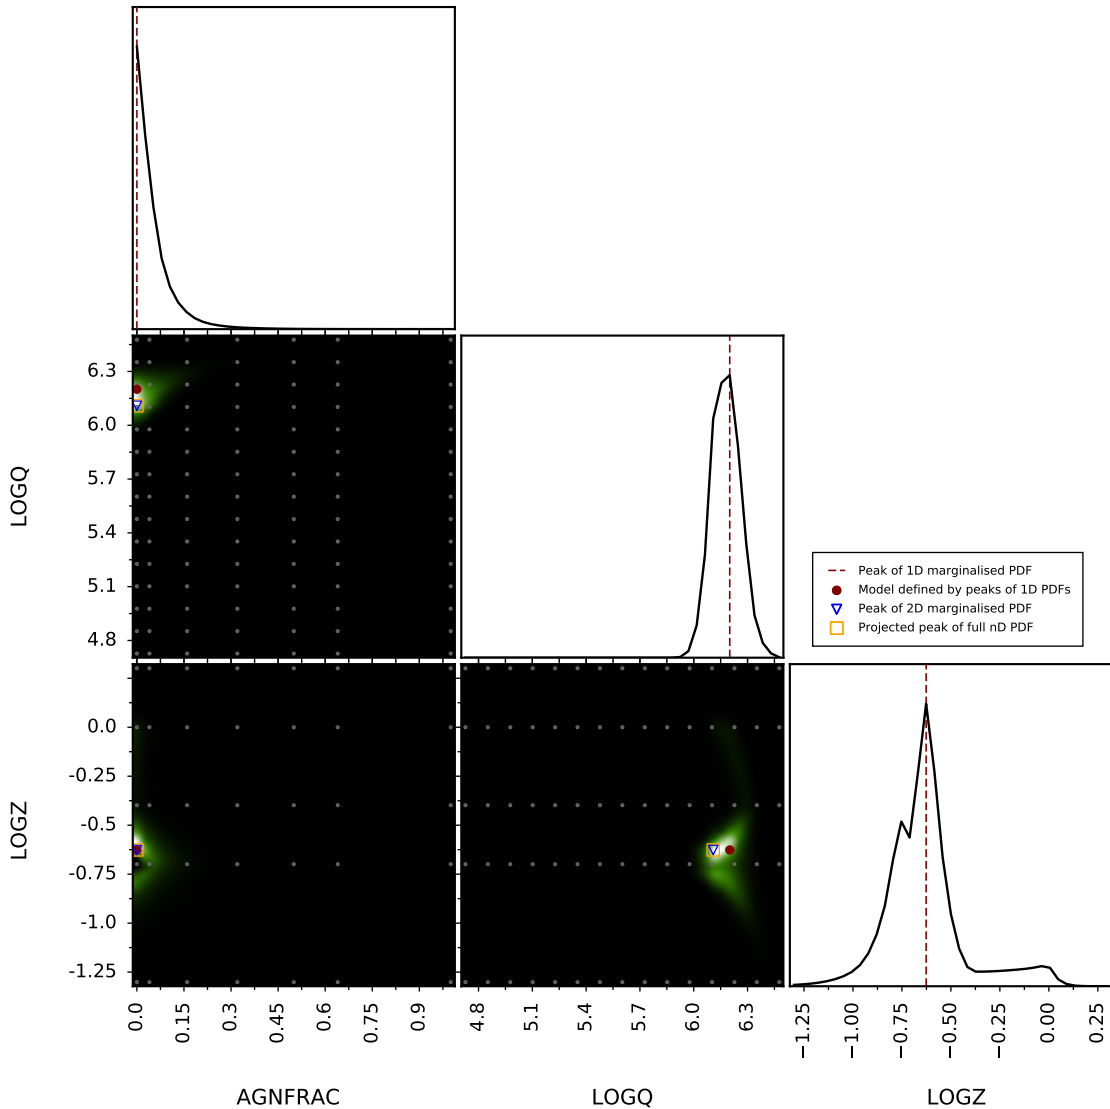 6.3
6.0
5.7
5.4
5.1
4.8
LOGQ
Peak of 1D marginalised PDF
Model defined by peaks of 1D PDFs
Peak of 2D marginalised PDF
Projected peak of full nD PDF
0.0
-0.25
-0.5
-0.75
-1.0
-1.25
LOGZ
0.0 0.15 0.3 0.45 0.6 0.75 0.9
4.8 5.1 5.4 5.7 6.0 6.3
−1.25 −1.00 −0.75 −0.50 −0.25 0.00 0.25
AGNFRAC LOGQ LOGZ